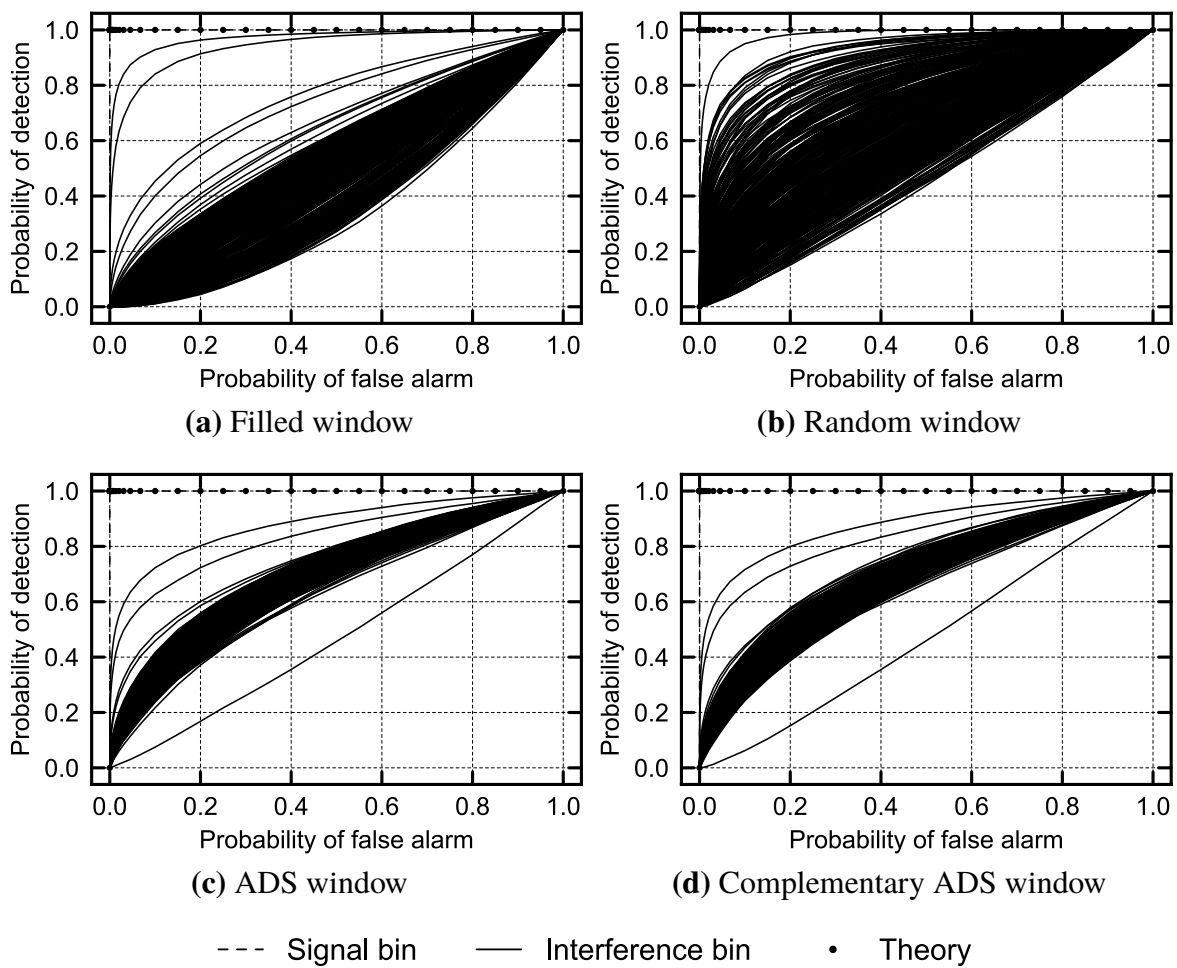 1.0
0.8
0.6
0.4
0.2
0.0
Probability of detection
0.0 0.2 0.4 0.6 0.8 1.0
Probability of false alarm
(a) Filled window
1.0
0.8
0.6
0.4
0.2
0.0
Probability of detection
0.0 0.2 0.4 0.6 0.8 1.0
Probability of false alarm
(b) Random window
1.0
0.8
0.6
0.4
0.2
0.0
Probability of detection
0.0 0.2 0.4 0.6 0.8 1.0
Probability of false alarm
(c) ADS window
1.0
0.8
0.6
0.4
0.2
0.0
Probability of detection
0.0 0.2 0.4 0.6 0.8 1.0
Probability of false alarm
(d) Complementary ADS window
Signal bin Interference bin Theory